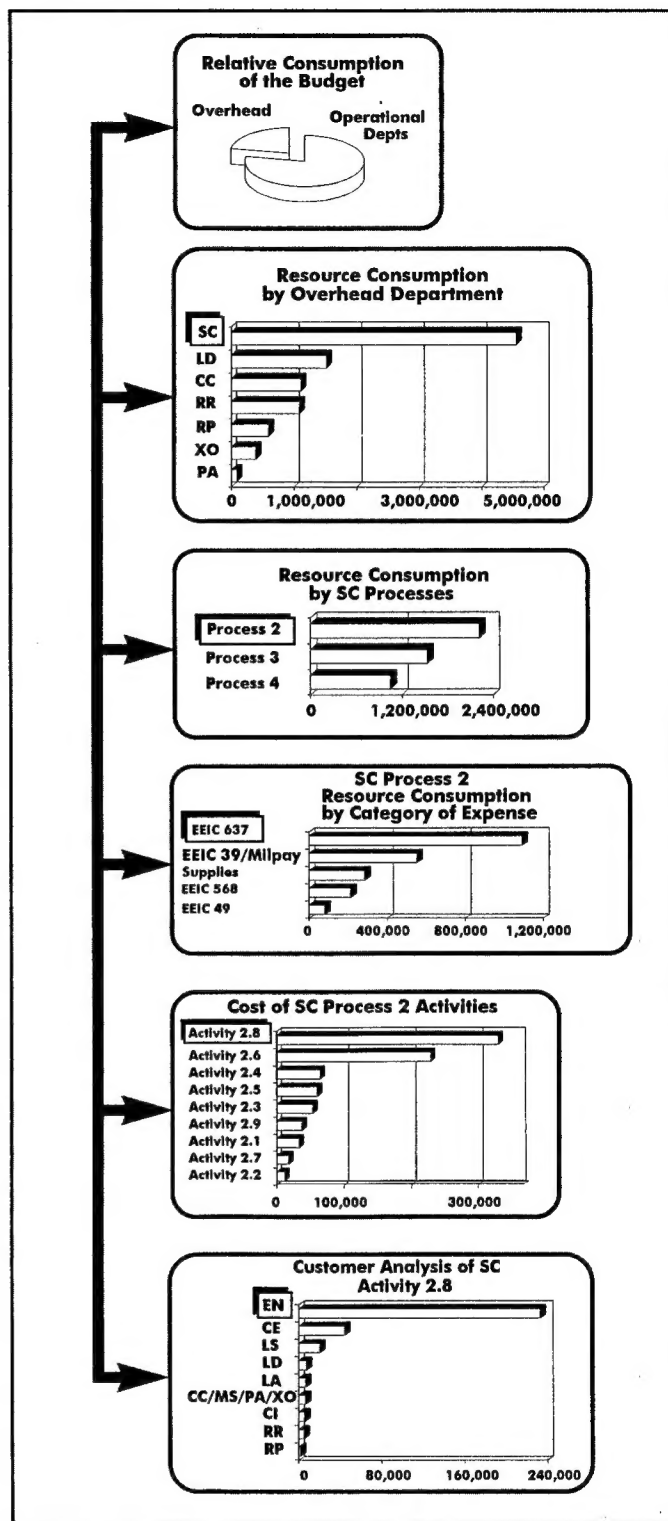 Relative Consumption
of the Budget
Overhead
Operational
Depts
Resource Consumption
by Overhead Department
SC
LD
CC
RR
RP
XO
PA
0 1,000,000 3,000,000 5,000,000
Resource Consumption
by SC Processes
Process 2
Process 3
Process 4
0 1,200,000 2,400,000
SC Process 2
Resource Consumption
by Category of Expense
EEIC 637
EEIC 39/Milpay
Supplies
EEIC 568
EEIC 49
0 400,000 800,000 1,200,000
Cost of SC Process 2 Activities
Activity 2.8
Activity 2.6
Activity 2.4
Activity 2.5
Activity 2.3
Activity 2.9
Activity 2.1
Activity 2.7
Activity 2.2
0 100,000 300,000
Customer Analysis of SC
Activity 2.8
EN
CE
LS
LD
LA
CC/MS/PA/XO
CI
RR
RP
0 80,000 160,000 240,000